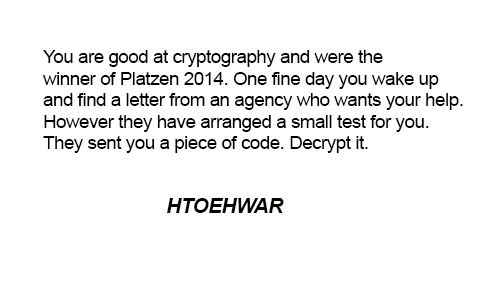 You are good at cryptography and were the
winner of Platzen 2014. One fine day you wake up
and find a letter from an agency who wants your help.
However they have arranged a small test for you.
They sent you a piece of code. Decrypt it.
HTOEHWAR